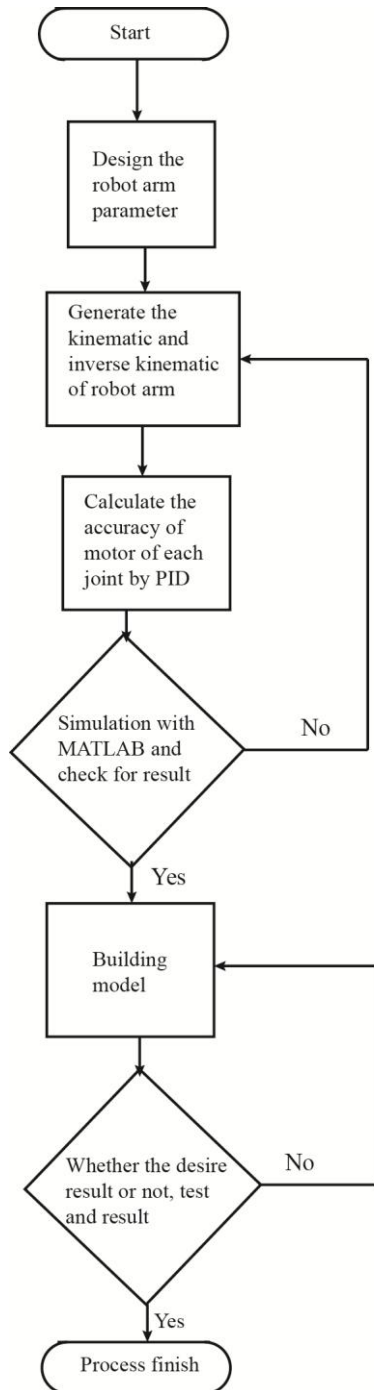 Start
Design the
robot arm
parameter
Generate the
kinematic and
inverse kinematic
of robot arm
Calculate the
accuracy of
motor of each
joint by PID
Simulation with
MATLAB and
check for result
No
Yes
Building
model
Whether the desire
result or not, test
and result
No
Yes
Process finish